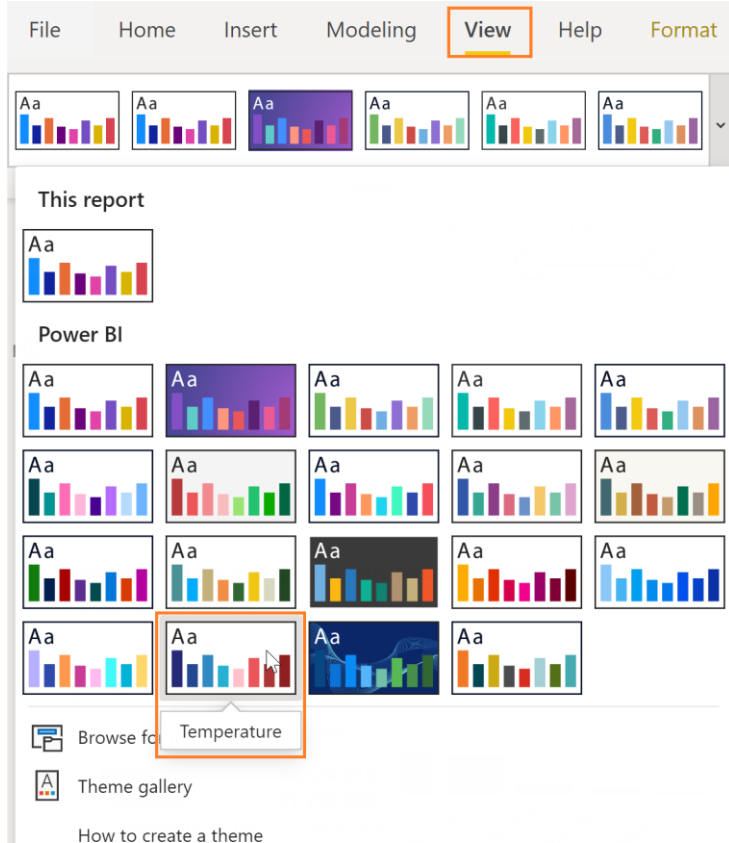 File Home Insert Modeling View Help Format
Aa Aa Aa Aa Aa Aa
This report
Aa
Power BI
Aa Aa Aa Aa Aa
Aa Aa Aa Aa Aa
Aa Aa Aa Aa Aa
Aa Aa Aa Aa
Temperature
Browse fo
A
Theme gallery
How to create a theme